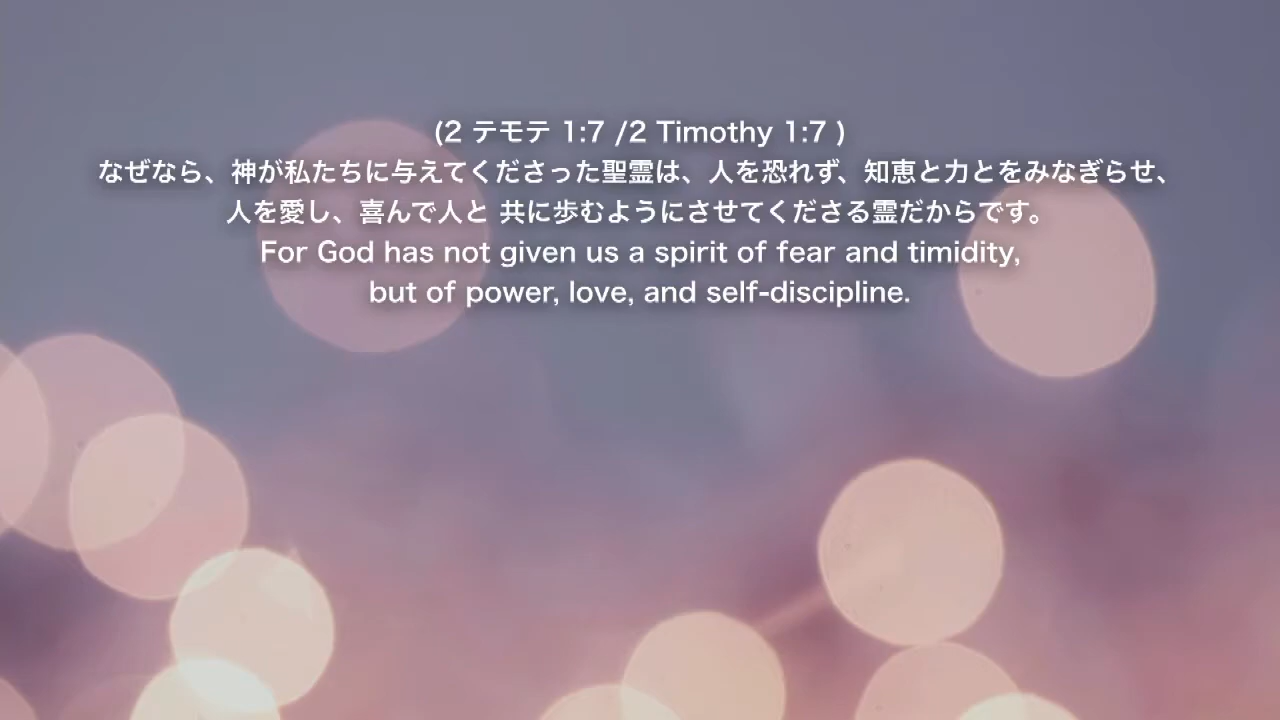 (2 テモテ 1:7 /2 Timothy 1:7 )
なぜなら、神が私たちに与えてくださった聖霊は、人を恐れず、知恵と力とをみなぎらせ、
人を愛し、喜んで人と 共に歩むようにさせてくださる霊だからです。
For God has not given us a spirit of fear and timidity,
but of power, love, and self-discipline.